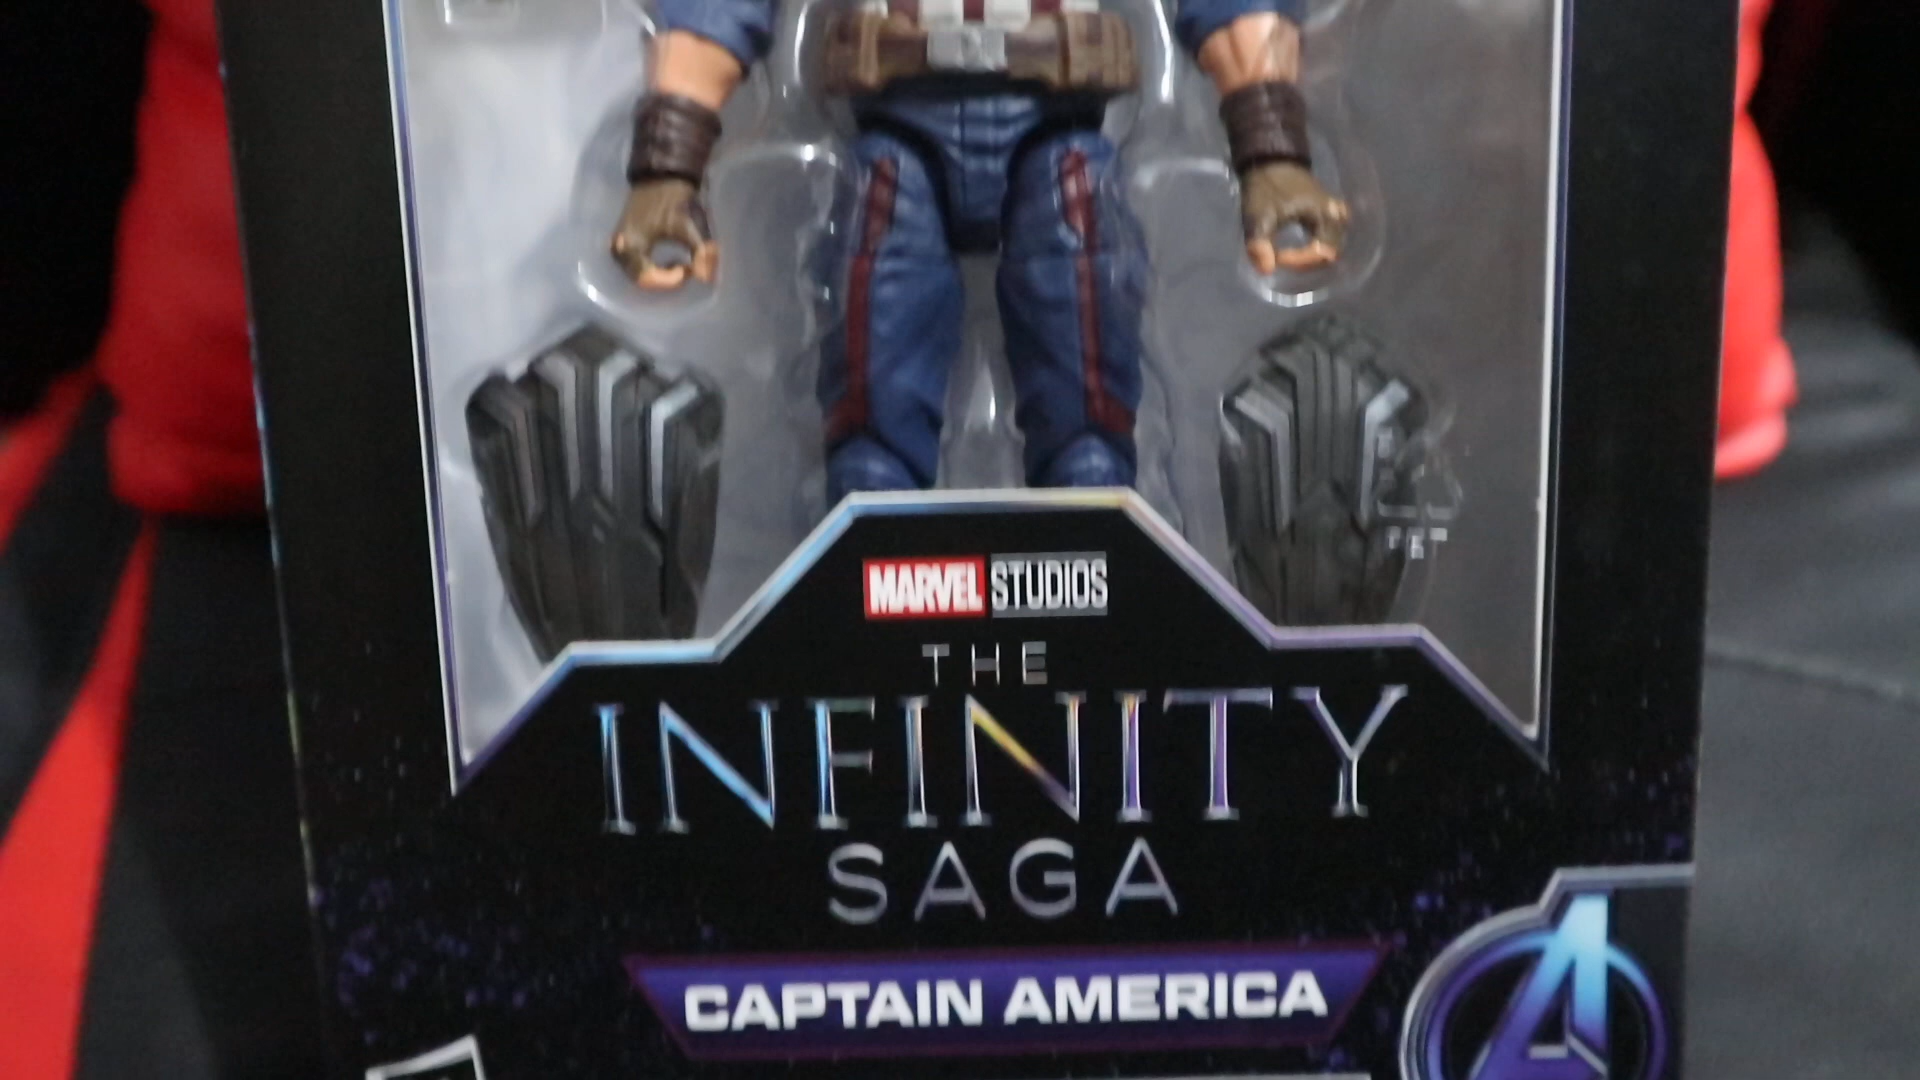 MARVEL STUDIOS
THE
INFINITY
SAGA
CAPTAIN AMERICA